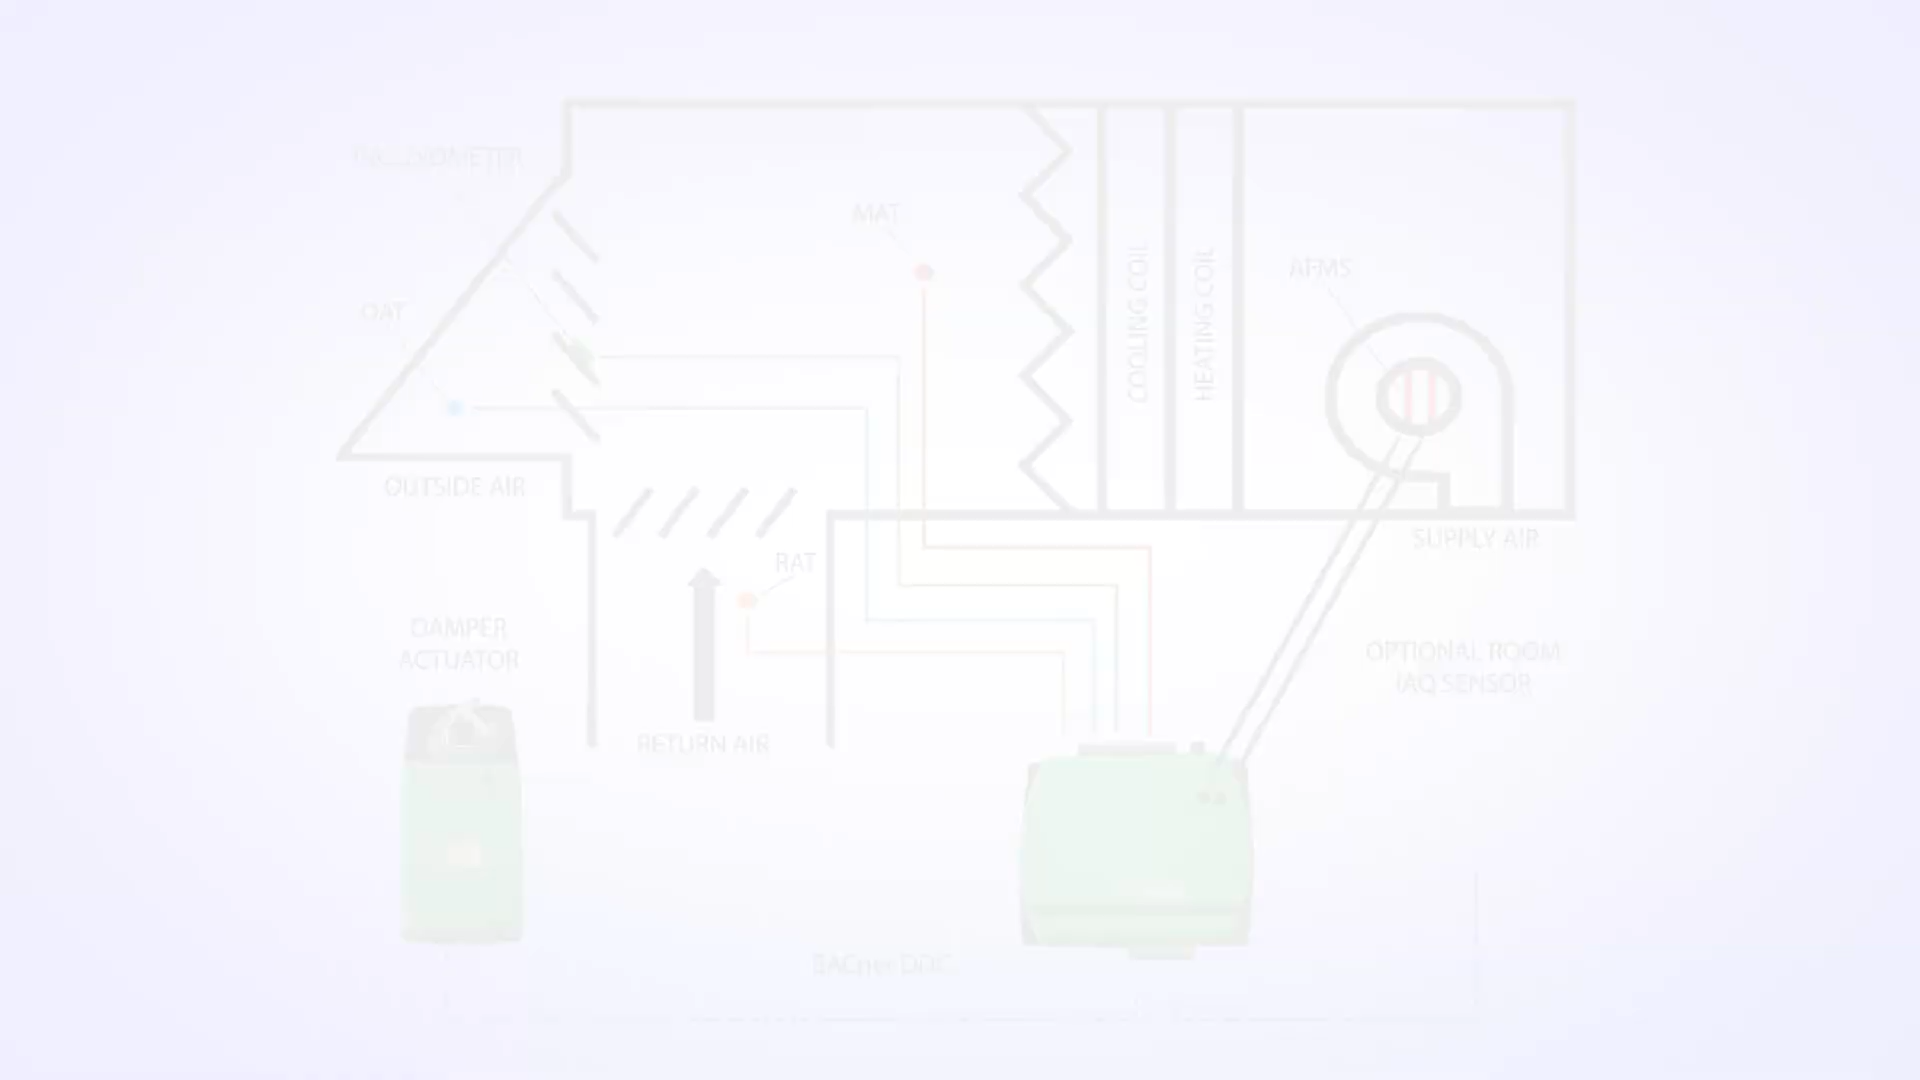 MAT
AFMS
OAT
COOLING COIL
HEATING COIL
OUTSIDE AIR
SUPPLY AIR
RAT
DAMPER
ACTUATOR
OPTIONAL ROOM
IAQ SENSOR
RETURN AIR
BACnet DDC